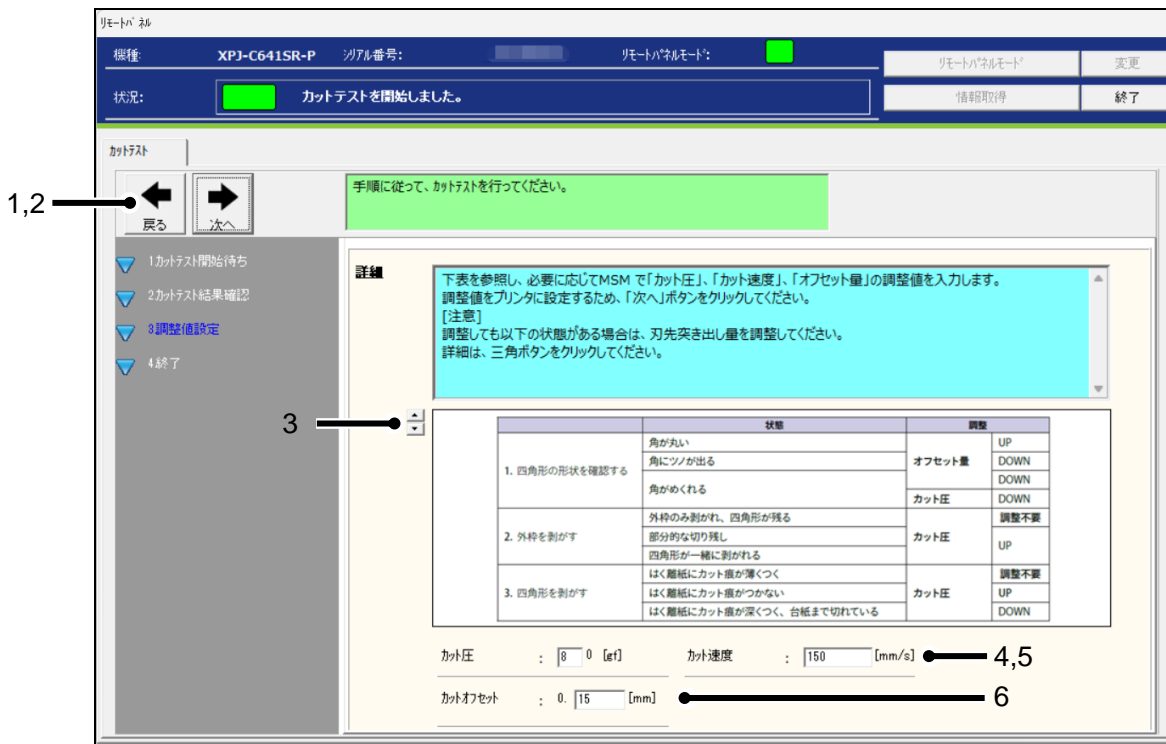 ﾘﾓｰﾄﾊﾟﾈﾙ
機種: XPJ-C641SR-P ｼﾘｱﾙ番号: ﾘﾓｰﾄﾊﾟﾈﾙﾓｰﾄﾞ:
ﾘﾓｰﾄﾊﾟﾈﾙﾓｰﾄﾞ 変更
状況: カットテストを開始しました。
情報取得 終了
ｶｯﾄﾃｽﾄ
1,2
戻る 次へ
手順に従って、ｶｯﾄﾃｽﾄを行ってください。
1.ｶｯﾄﾃｽﾄ開始待ち
2.ｶｯﾄﾃｽﾄ結果確認
3.調整値設定
4.終了
詳細
下表を参照し、必要に応じてMSM で「カット圧」、「カット速度」、「オフセット量」の調整値を入力します。
調整値をプリンタに設定するため、「次へ」ボタンをクリックしてください。
[注意]
調整しても以下の状態がある場合は、刃先突き出し量を調整してください。
詳細は、三角ボタンをクリックしてください。
3
状態 調整
1. 四角形の形状を確認する
角が丸い オフセット量 UP
角にツノが出る DOWN
角がめくれる DOWN
カット圧 DOWN
2. 外枠を剥がす
外枠のみ剥がれ、四角形が残る カット圧 調整不要
部分的な切り残し UP
四角形が一緒に剥がれる
3. 四角形を剥がす
はく離紙にカット痕が薄くつく カット圧 調整不要
はく離紙にカット痕がつかない UP
はく離紙にカット痕が深くつく、台紙まで切れている DOWN
ｶｯﾄ圧 : 8 0 [gf] ｶｯﾄ速度 : 150 [mm/s] 4,5
ｶｯﾄｵﾌｾｯﾄ : 0. 15 [mm] 6